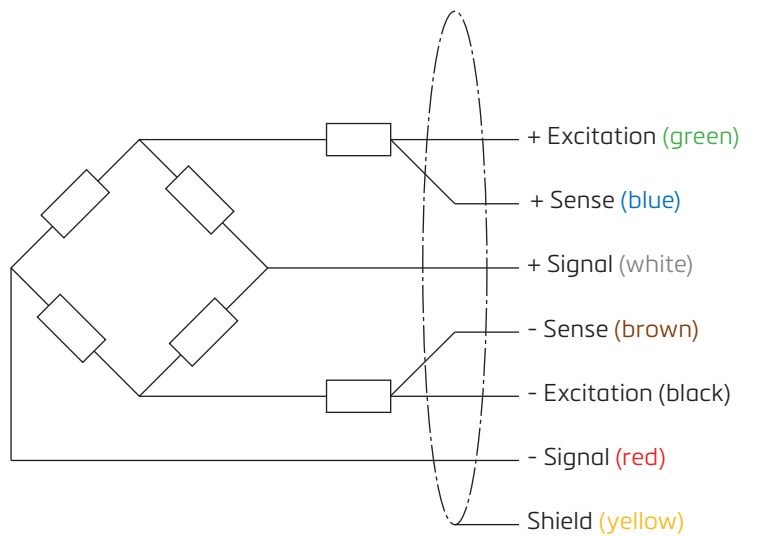 + Excitation (green)
+ Sense (blue)
+ Signal (white)
- Sense (brown)
- Excitation (black)
- Signal (red)
Shield (yellow)